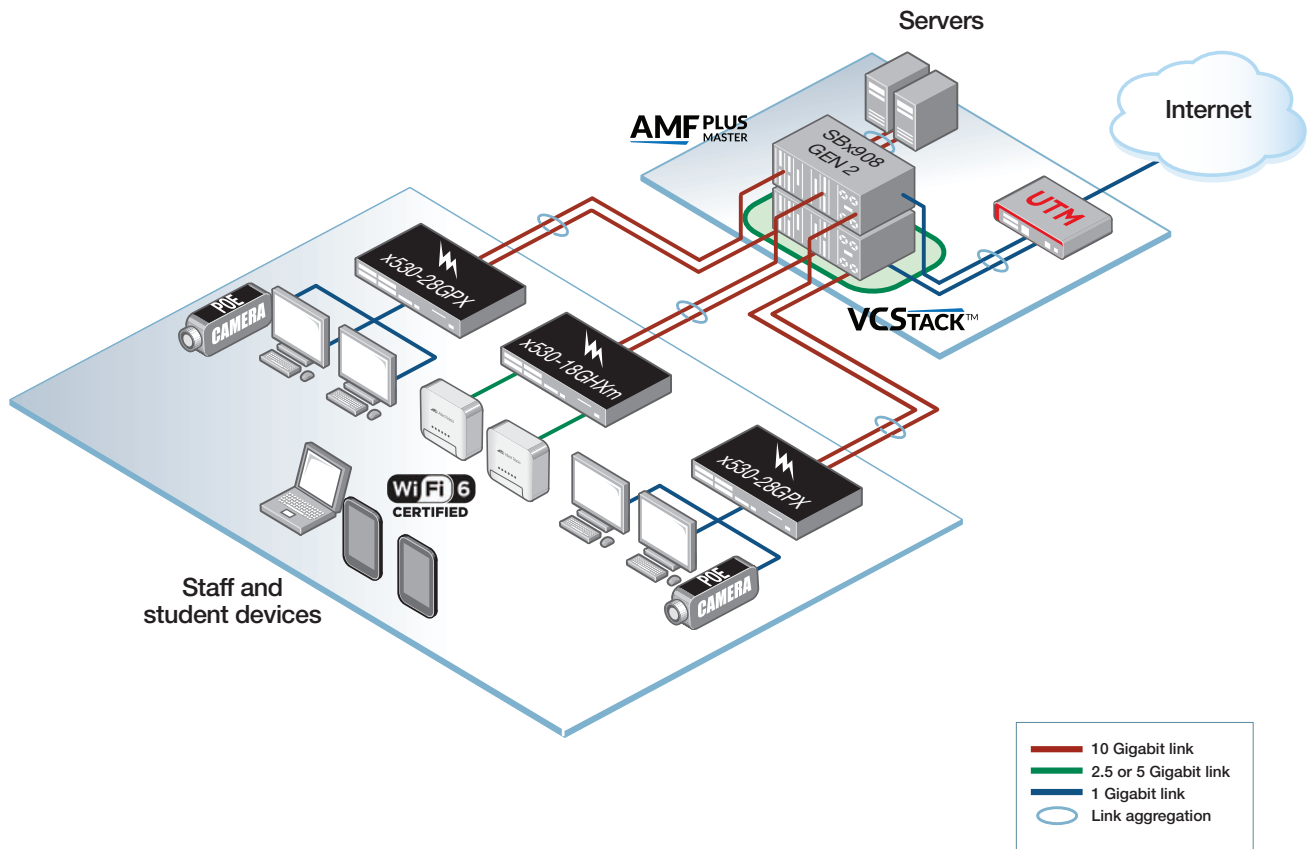 Servers
Internet
AMF PLUS
MASTER
SBx908
GEN 2
UTM
VCSTACK™
x530-28GPX
POE
CAMERA
x530-18GHXm
x530-28GPX
Wi Fi 6
CERTIFIED
POE
CAMERA
Staff and
student devices
10 Gigabit link
2.5 or 5 Gigabit link
1 Gigabit link
Link aggregation